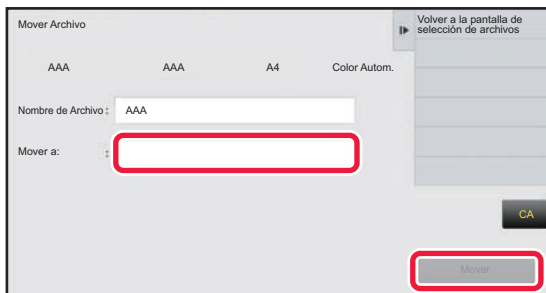 Mover Archivo
Volver a la pantalla de
selección de archivos
AAA AAA A4 Color Autom.
Nombre de Archivo : AAA
Mover a: :
CA
Mover